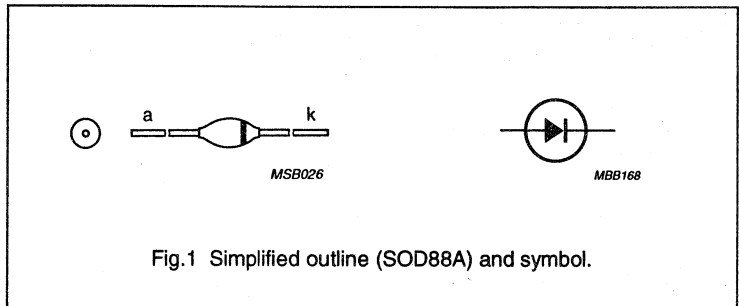 a
k
MSB026
MBB168
Fig.1 Simplified outline (SOD88A) and symbol.